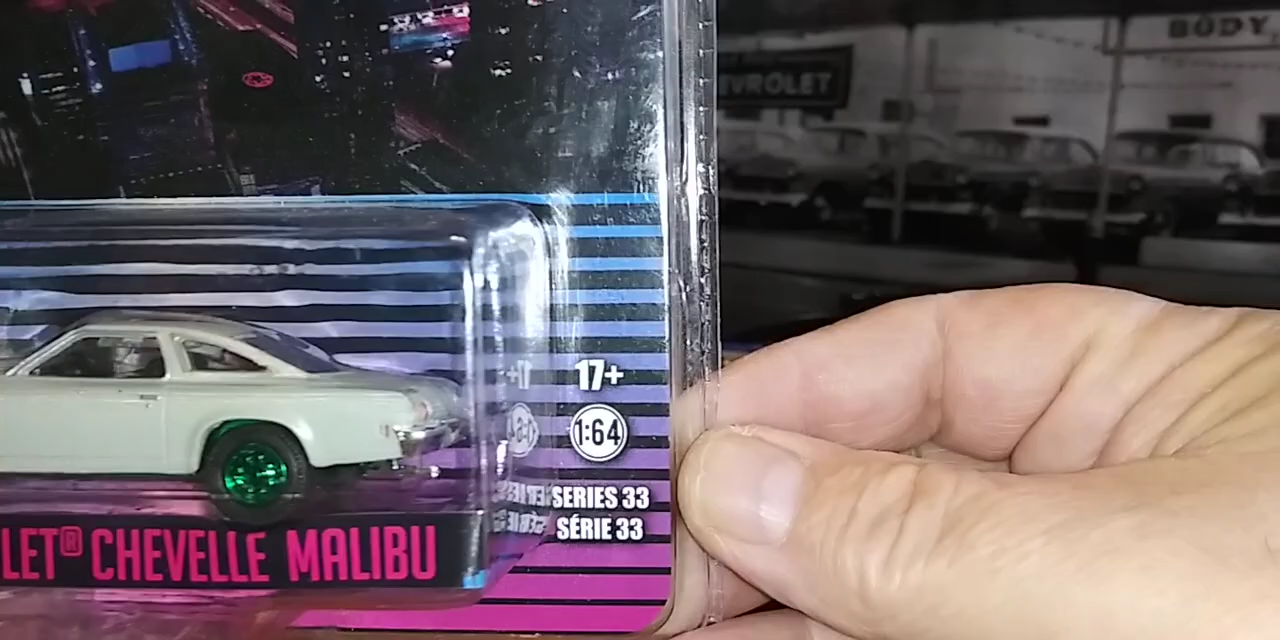 BODY
EVROLET
17+
1:64
SERIES 33
SÉRIE 33
LET® CHEVELLE MALIBU